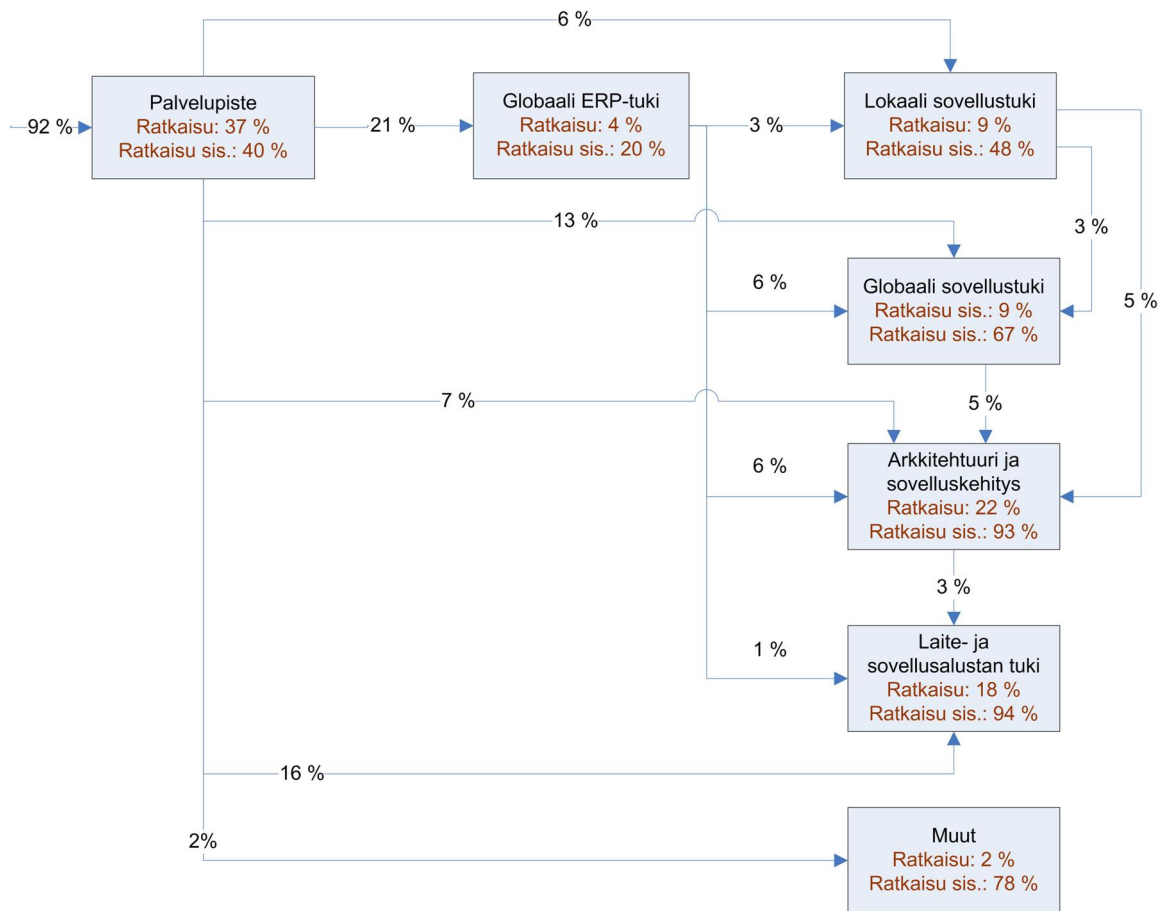 6 %
Palvelupiste
Ratkaisu: 37 %
Ratkaisu sis.: 40 %
Globaali ERP-tuki
Ratkaisu: 4 %
Ratkaisu sis.: 20 %
Lokaali sovellustuki
Ratkaisu: 9 %
Ratkaisu sis.: 48 %
92 %
21 %
3 %
13 %
3 %
Globaali sovellustuki
Ratkaisu sis.: 9 %
Ratkaisu sis.: 67 %
6 %
5 %
7 %
5 %
Arkkitehtuuri ja
sovelluskehitys
Ratkaisu: 22 %
Ratkaisu sis.: 93 %
6 %
3 %
Laite- ja
sovellusalustan tuki
Ratkaisu: 18 %
Ratkaisu sis.: 94 %
1 %
16 %
2%
Muut
Ratkaisu: 2 %
Ratkaisu sis.: 78 %